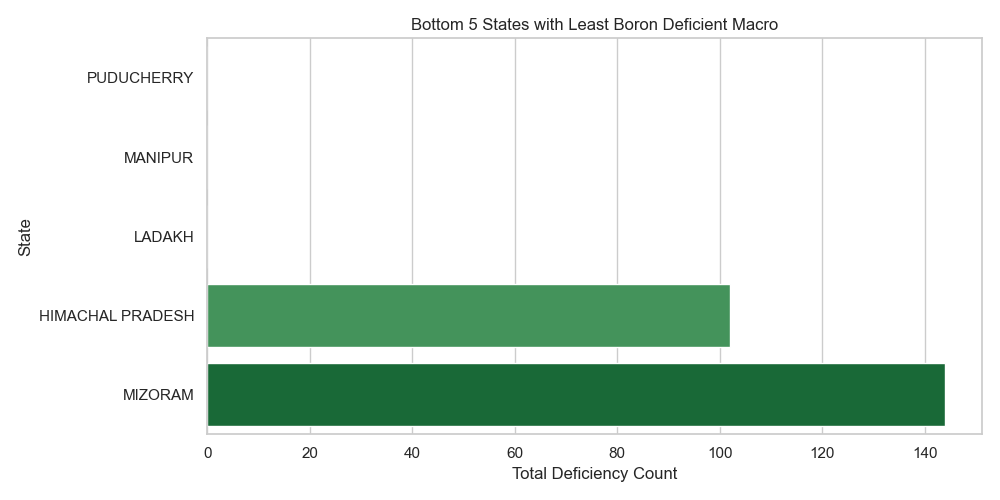 Bottom 5 States with Least Boron Deficient Macro
PUDUCHERRY
MANIPUR
LADAKH
HIMACHAL PRADESH
MIZORAM
State
0 20 40 60 80 100 120 140
Total Deficiency Count